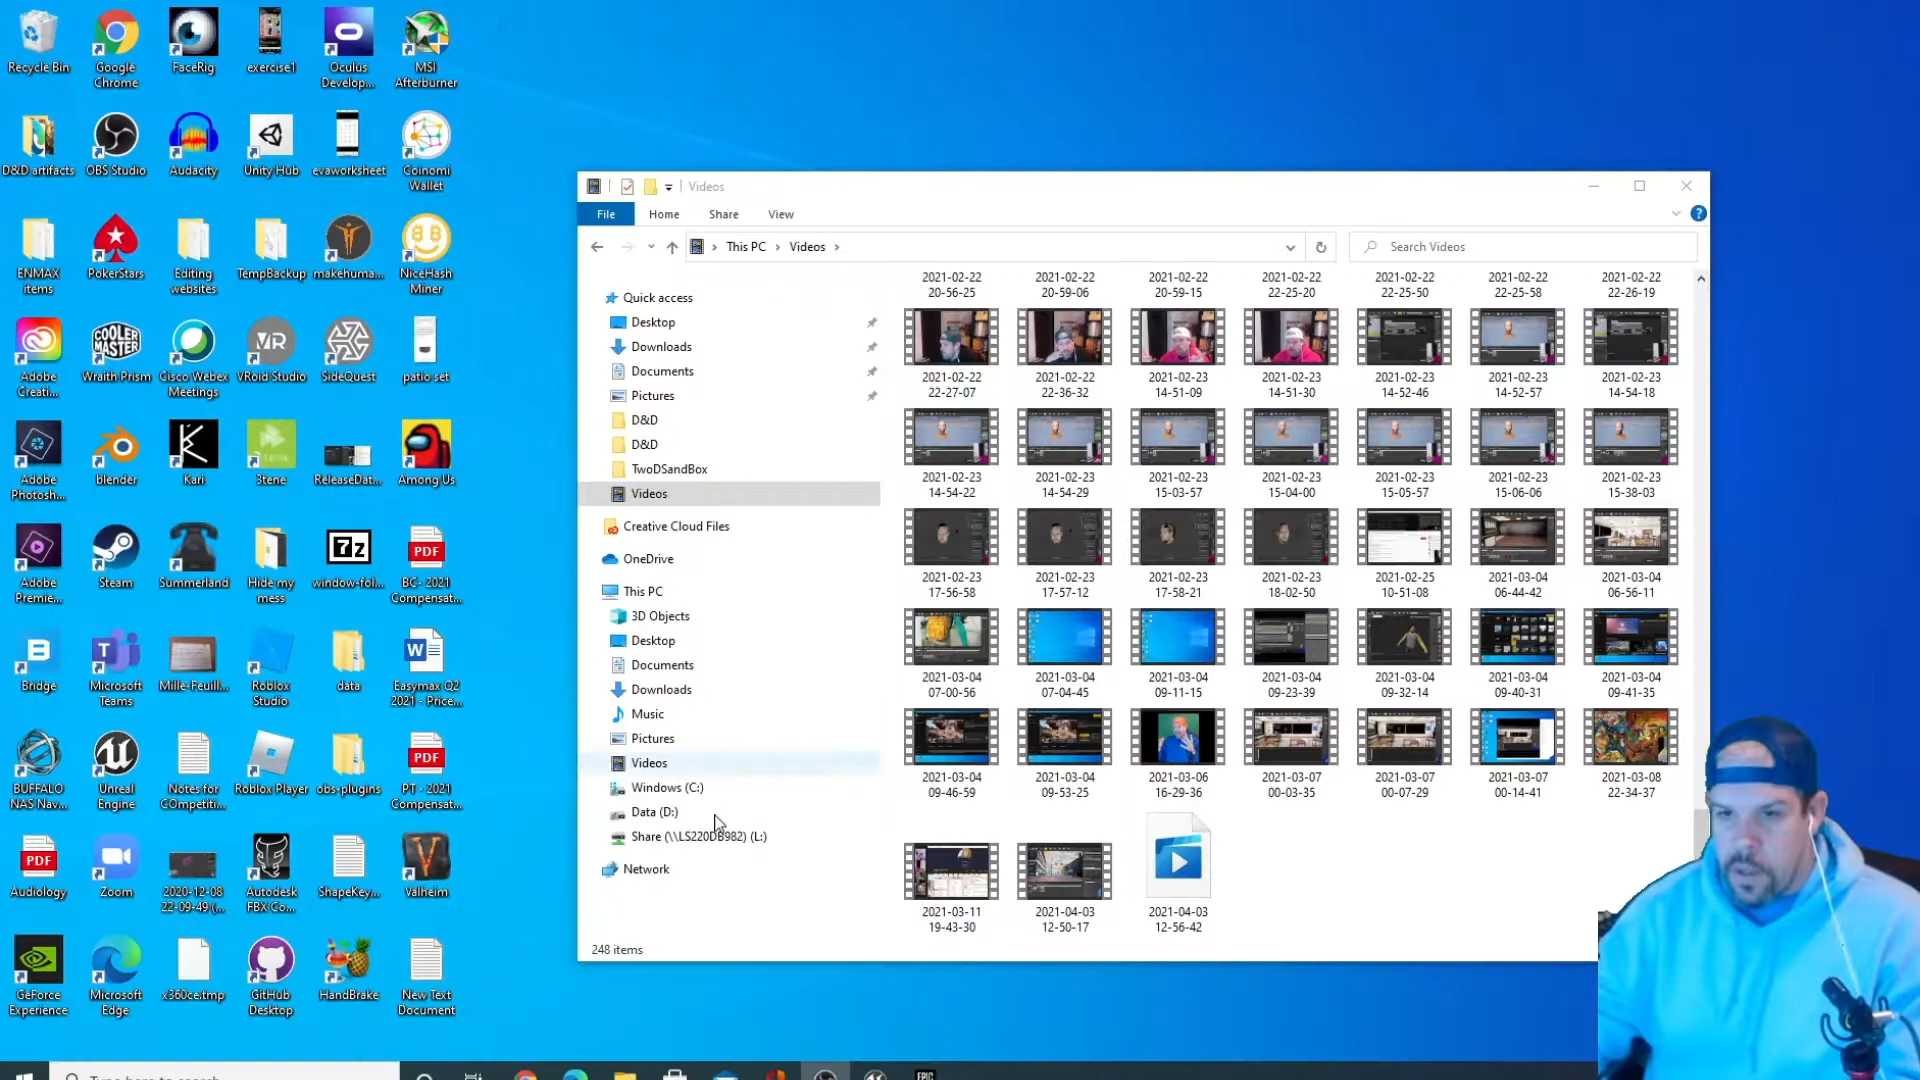 Recycle Bin
Google
Chrome
FaceRig
exercise1
Oculus
Develop...
MSI
Afterburner
D&D artifacts
OBS Studio
Audacity
Unity Hub
evaworksheet
Coinomi
Wallet
ENMAX
items
PokerStars
Editing
websites
TempBackup
makehuma...
NiceHash
Miner
Adobe
Creati...
COOLER
MASTER
Wraith Prism
Cisco Webex
Meetings
VR
VRoid Studio
SideQuest
patio set
Adobe
Photosh...
blender
Kari
3tene
ReleaseDat...
Among Us
Adobe
Premie...
Steam
Summerland
Hide my
mess
7z
window-fol...
PDF
BC- 2021
Compensat...
Bridge
Microsoft
Teams
Mille-Feuill...
Roblox
Studio
data
Easymax Q2
2021 - Price...
BUFFALO
NAS Nav...
Unreal
Engine
Notes for
COmpetiti...
Roblox Player
obs-plugins
PDF
PT - 2021
Compensat...
PDF
Audiology
Zoom
2020-12-08
22-09-49 (...
Autodesk
FBX Co...
ShapeKey...
Valheim
GeForce
Experience
Microsoft
Edge
x360ce.tmp
GitHub
Desktop
HandBrake
New Text
Document
Videos
File
Home
Share
View
This PC
Videos
Search Videos
Quick access
Desktop
Downloads
Documents
Pictures
D&D
D&D
TwoDSandBox
Videos
Creative Cloud Files
OneDrive
This PC
3D Objects
Desktop
Documents
Downloads
Music
Pictures
Videos
Windows (C:)
Data (D:)
Share (\\LS220DB982) (L:)
Network
2021-02-22
20-56-25
2021-02-22
20-59-06
2021-02-22
20-59-15
2021-02-22
22-25-20
2021-02-22
22-25-50
2021-02-22
22-25-58
2021-02-22
22-26-19
2021-02-22
22-27-07
2021-02-22
22-36-32
2021-02-23
14-51-09
2021-02-23
14-51-30
2021-02-23
14-52-46
2021-02-23
14-52-57
2021-02-23
14-54-18
2021-02-23
14-54-22
2021-02-23
14-54-29
2021-02-23
15-03-57
2021-02-23
15-04-00
2021-02-23
15-05-57
2021-02-23
15-06-06
2021-02-23
15-38-03
2021-02-23
17-56-58
2021-02-23
17-57-12
2021-02-23
17-58-21
2021-02-23
18-02-50
2021-02-25
10-51-08
2021-03-04
06-44-42
2021-03-04
06-56-11
2021-03-04
07-00-56
2021-03-04
07-04-45
2021-03-04
09-11-15
2021-03-04
09-23-39
2021-03-04
09-32-14
2021-03-04
09-40-31
2021-03-04
09-41-35
2021-03-04
09-46-59
2021-03-04
09-53-25
2021-03-06
16-29-36
2021-03-07
00-03-35
2021-03-07
00-07-29
2021-03-07
00-14-41
2021-03-08
22-34-37
2021-03-11
19-43-30
2021-04-03
12-50-17
2021-04-03
12-56-42
248 items
Type here to search
EPIC